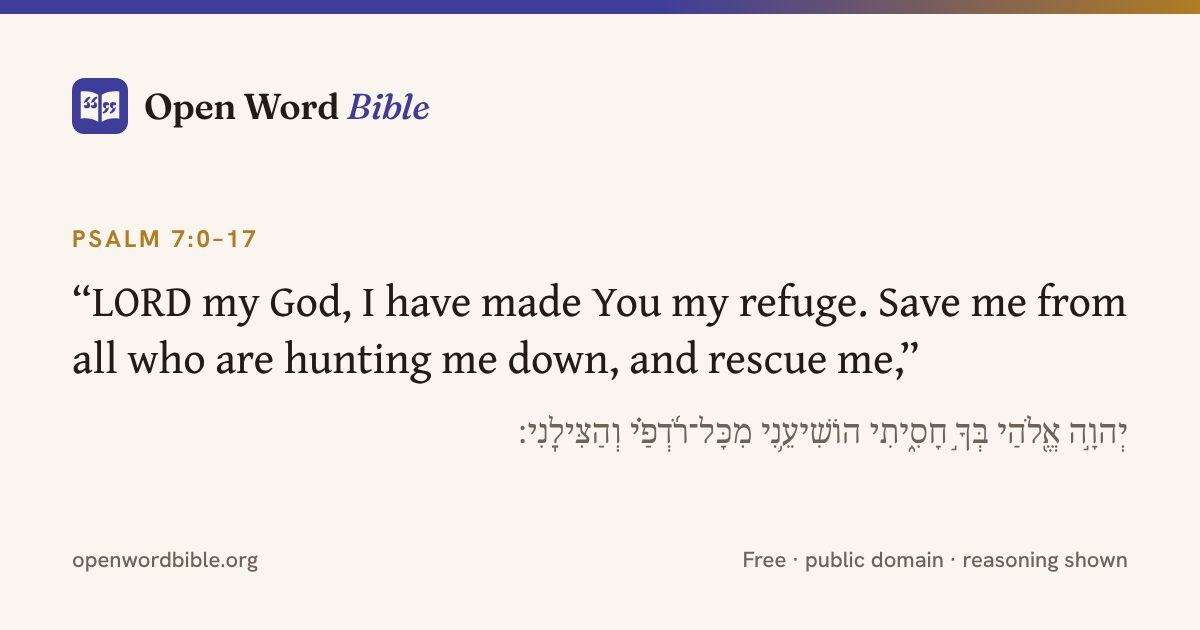 Open Word Bible
PSALM 7:0–17
“LORD my God, I have made You my refuge. Save me from
all who are hunting me down, and rescue me,”
יְהוָ֣ה אֱ֭לֹהַי בְּךָ֣ חָסִ֑יתִי הוֹשִׁיעֵ֥נִי מִכָּל־רֹ֝דְפַ֗י וְהַצִּילֵֽנִי׃
openwordbible.org
Free · public domain · reasoning shown